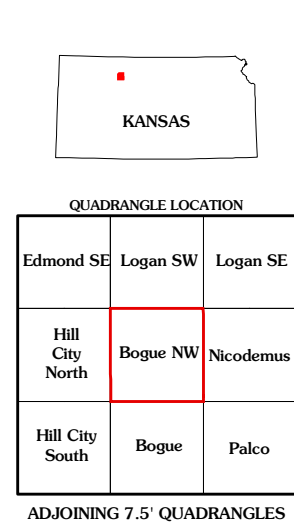 KANSAS
QUADRANGLE LOCATION
Edmond SE Logan SW Logan SE
Hill
City
North
Bogue NW Nicodemus
Hill City
South
Bogue Palco
ADJOINING 7.5' QUADRANGLES